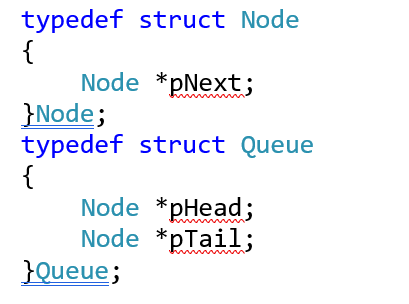 typedef struct Node
{
    Node *pNext;
}Node;
typedef struct Queue
{
    Node *pHead;
    Node *pTail;
}Queue;